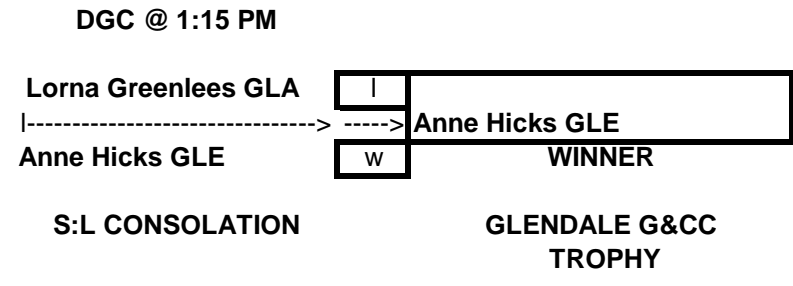 DGC @ 1:15 PM
Lorna Greenlees GLA l
l--------------------------------> -----> Anne Hicks GLE
Anne Hicks GLE w WINNER
S:L CONSOLATION GLENDALE G&CC
TROPHY